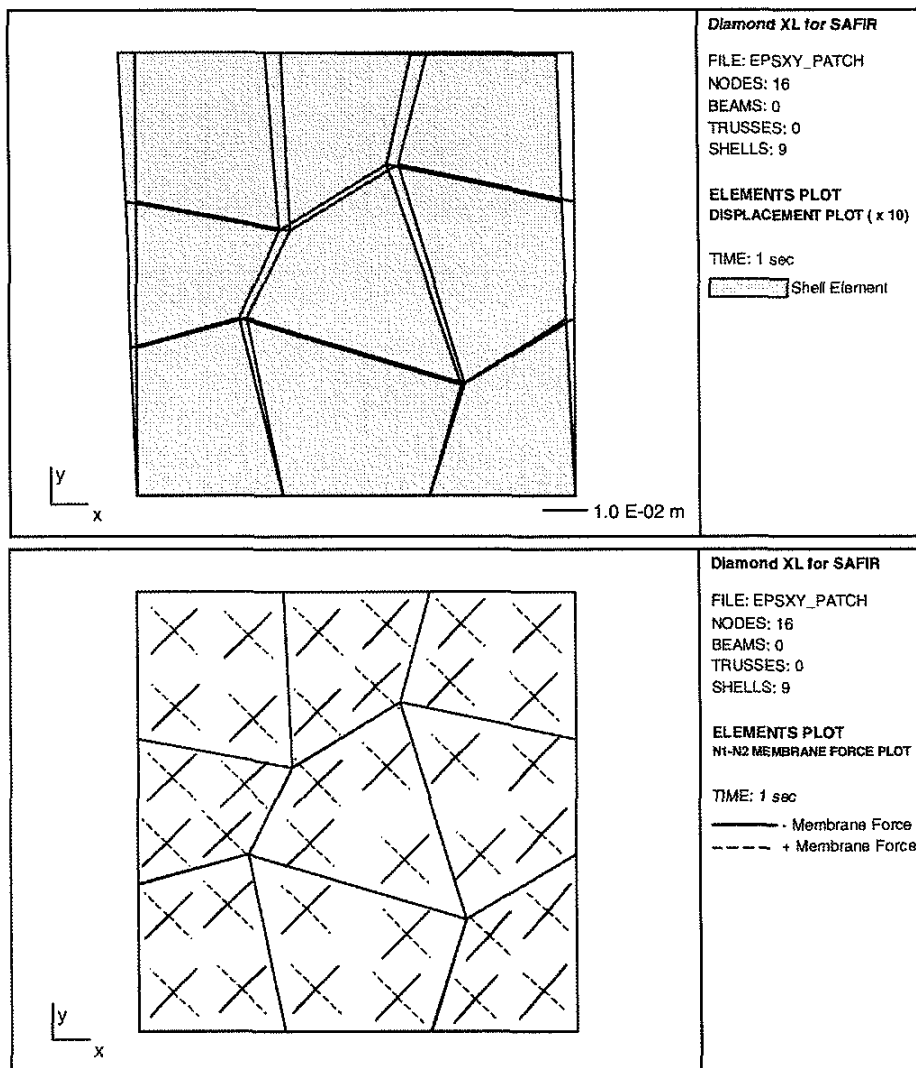 Diamond XL for SAFIR
FILE: EPSXY_PATCH
NODES: 16
BEAMS: 0
TRUSSES: 0
SHELLS: 9
ELEMENTS PLOT
DISPLACEMENT PLOT ( x 10)
TIME: 1 sec
Shell Element
y
x
1.0 E-02 m
Diamond XL for SAFIR
FILE: EPSXY_PATCH
NODES: 16
BEAMS: 0
TRUSSES: 0
SHELLS: 9
ELEMENTS PLOT
N1-N2 MEMBRANE FORCE PLOT
TIME: 1 sec
- Membrane Force
+ Membrane Force
y
x